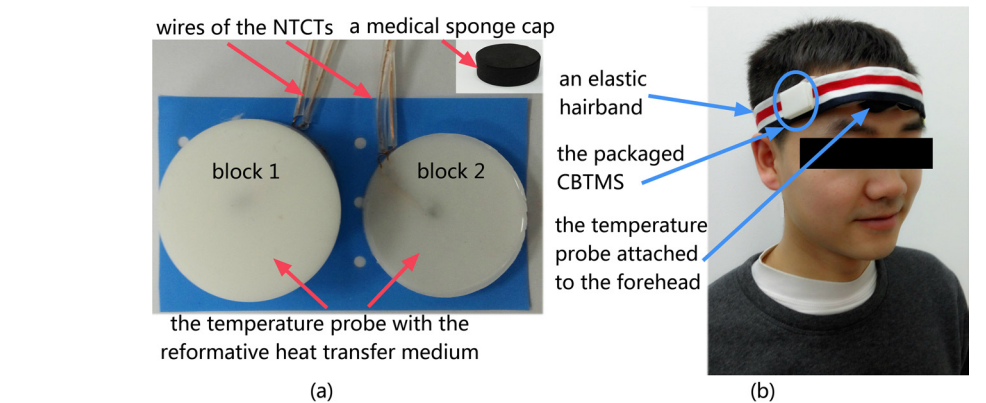 wires of the NTCTs
a medical sponge cap
block 1
block 2
the temperature probe with the
reformative heat transfer medium
(a)
an elastic
hairband
the packaged
CBTMS
the temperature
probe attached
to the forehead
(b)